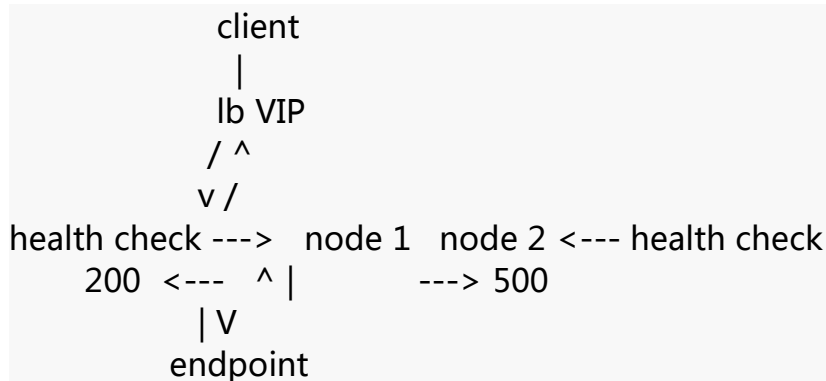 client
|
lb VIP
/ ^
v /
health check ---> node 1 node 2 <--- health check
200 <--- ^ | ---> 500
| V
endpoint